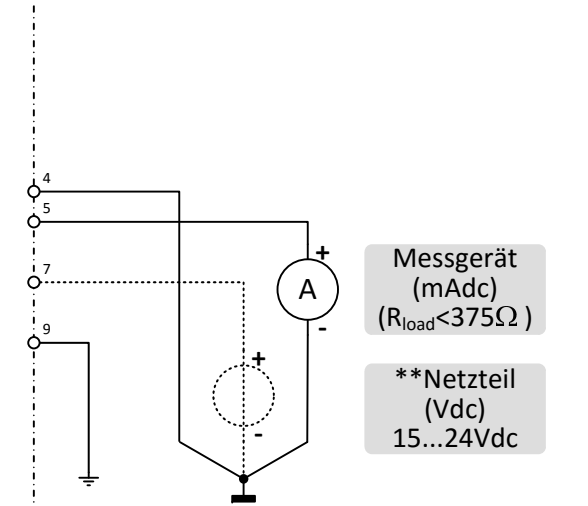 4
5
7
9
+
A
-
+
-
Messgerät
(mAdc)
(Rload<375Ω )
**Netzteil
(Vdc)
15...24Vdc